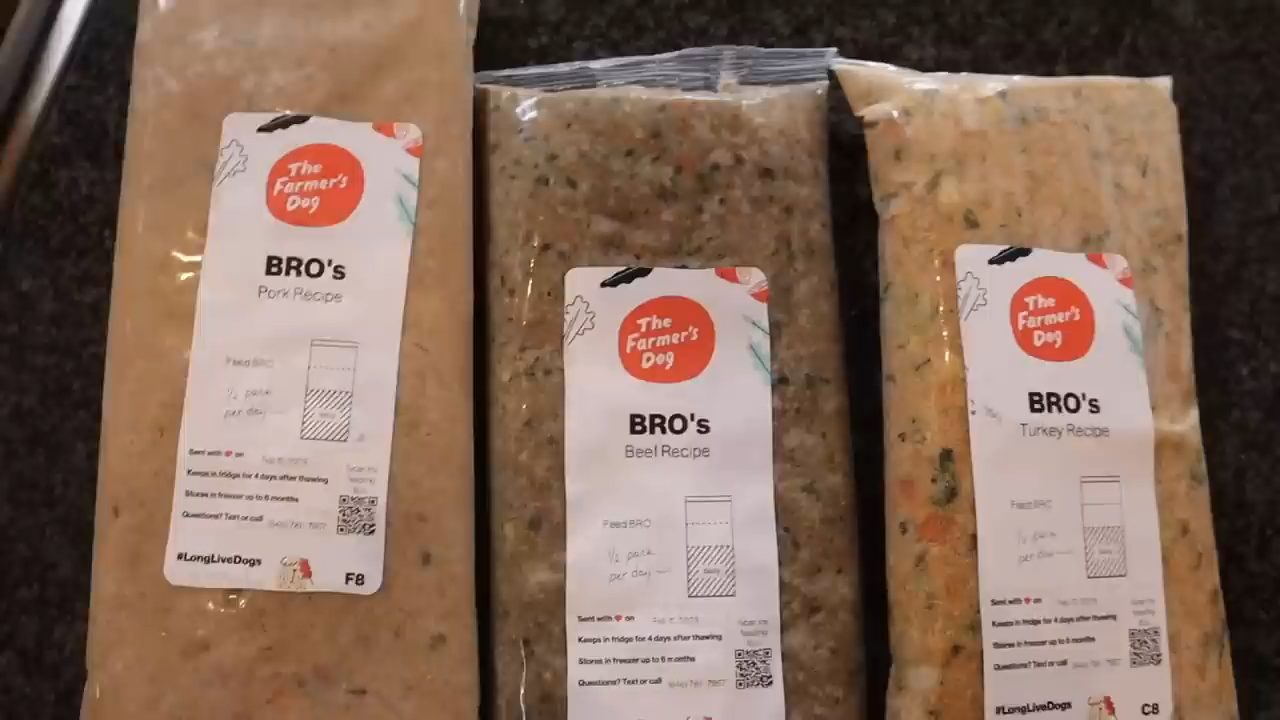 The
Farmer's
Dog
BRO's
Pork Recipe
Feed BRO
1/2 pack
per day
Sent with ❤ on
Keeps in fridge for 4 days after thawing
Stores in freezer up to 6 months
Questions? Text or call
#LongLiveDogs
F8
The
Farmer's
Dog
BRO's
Beef Recipe
Feed BRO
1/2 pack
per day
Sent with ❤ on
Keeps in fridge for 4 days after thawing
Stores in freezer up to 6 months
Questions? Text or call
The
Farmer's
Dog
BRO's
Turkey Recipe
Feed BRO
1/2 pack
per day
Sent with ❤ on
Keeps in fridge for 4 days after thawing
Stores in freezer up to 6 months
Questions? Text or call
#LongLiveDogs
C8